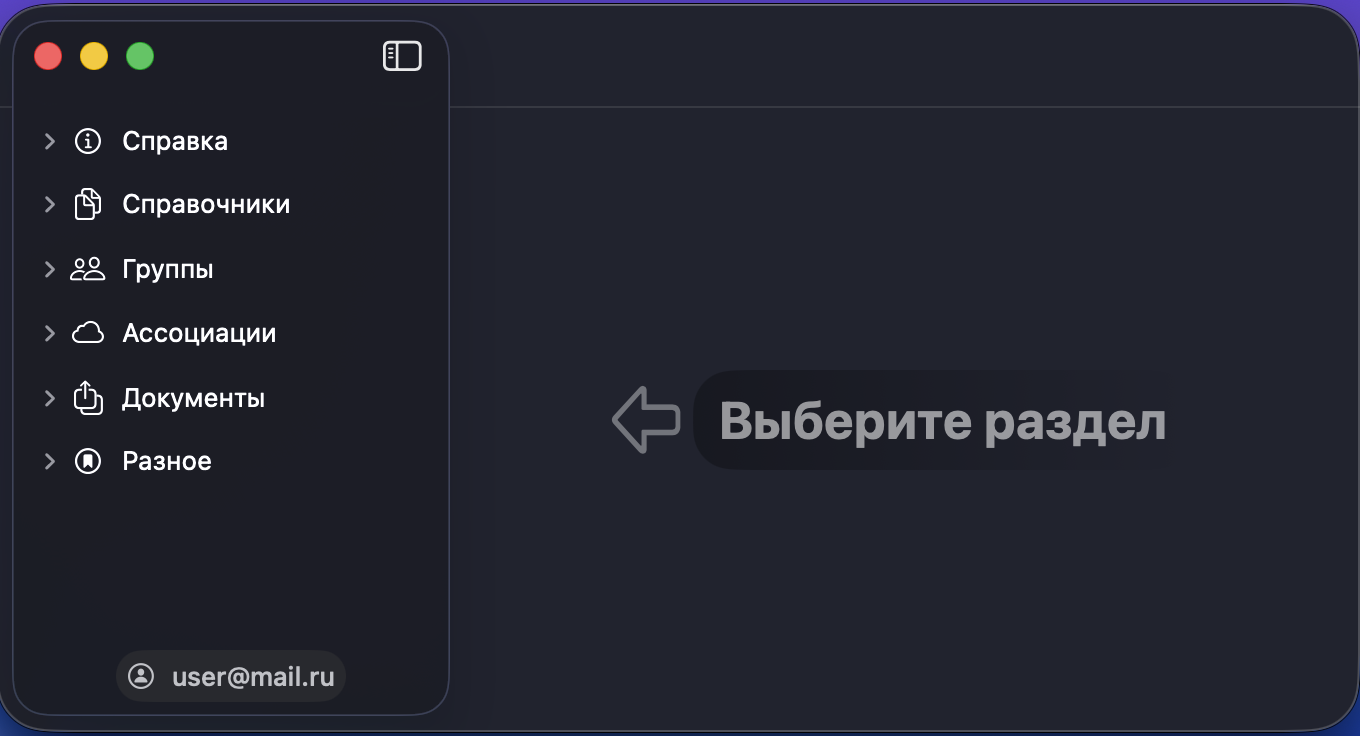 Справка
Справочники
Группы
Ассоциации
Документы
Разное
Выберите раздел
user@mail.ru